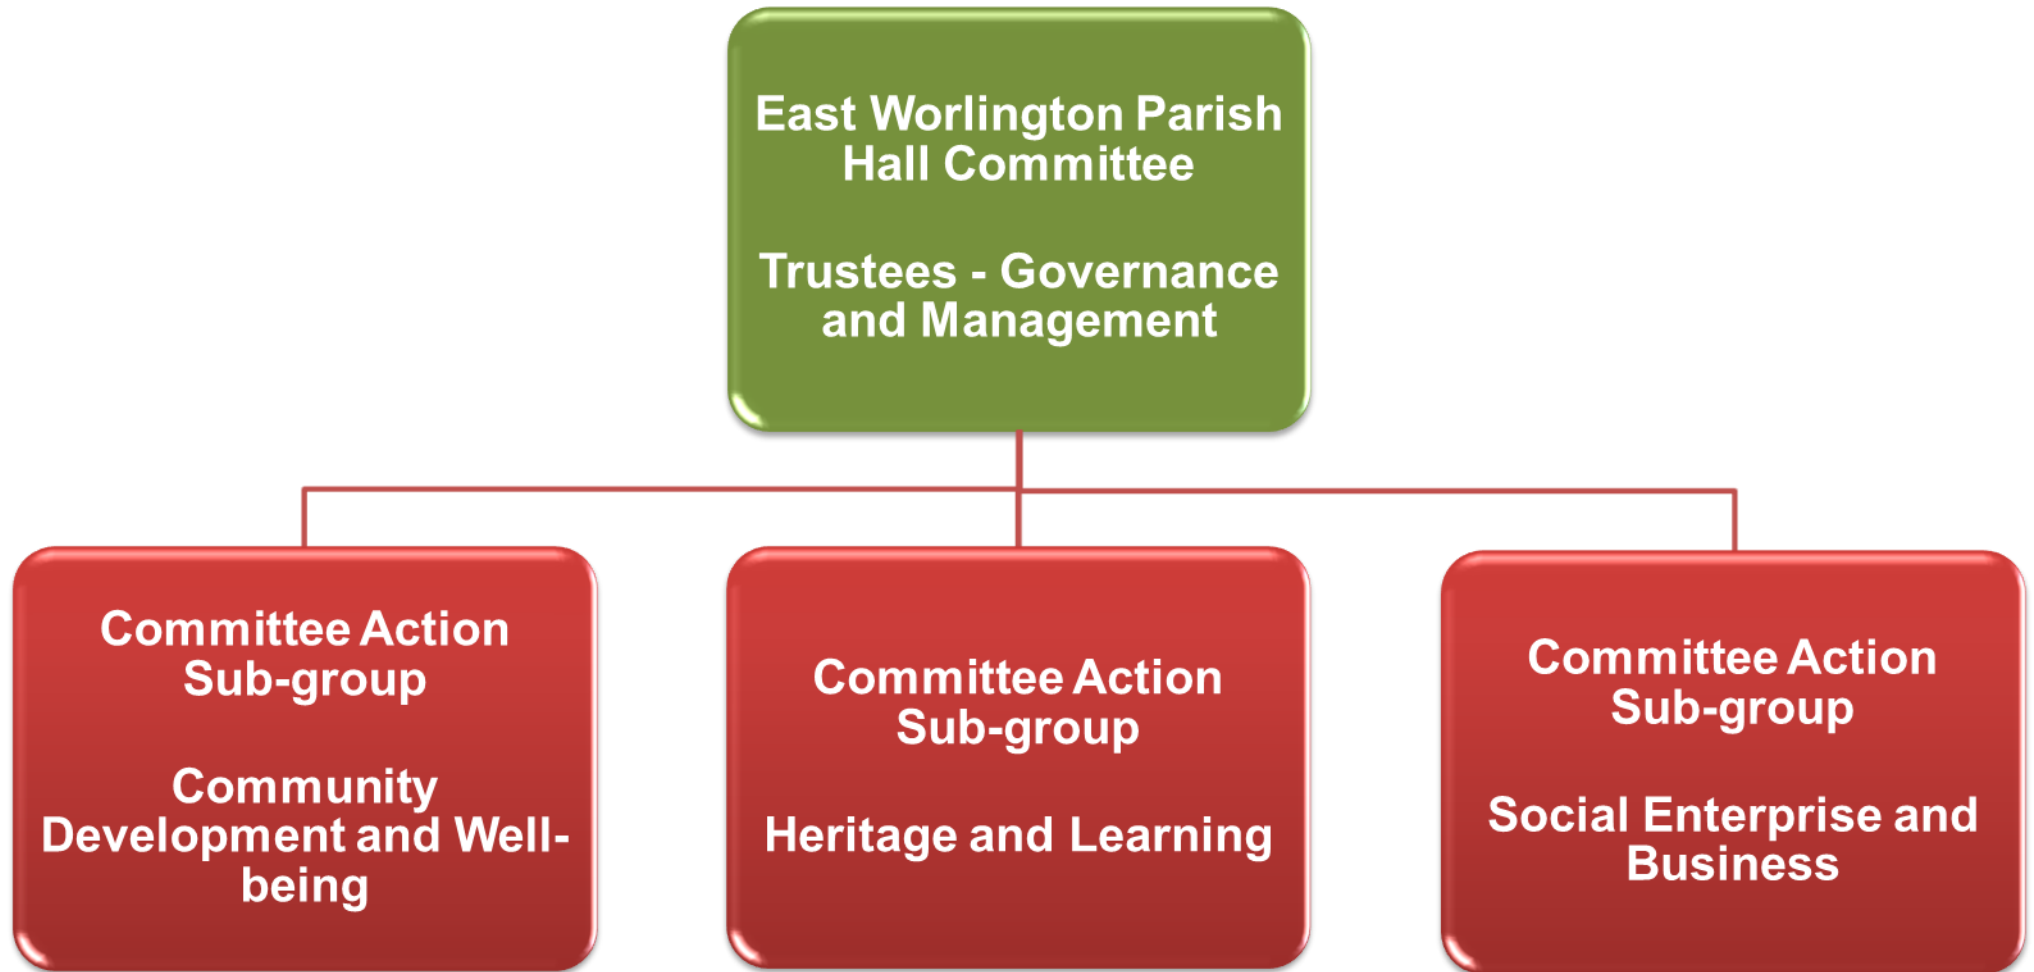 East Worlington Parish
Hall Committee
Trustees - Governance
and Management
Committee Action
Sub-group
Community
Development and Well-
being
Committee Action
Sub-group
Heritage and Learning
Committee Action
Sub-group
Social Enterprise and
Business